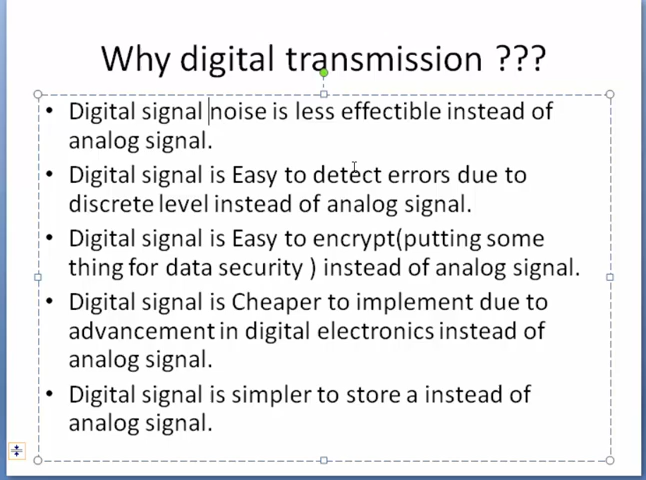 Why digital transmission ???
• Digital signal noise is less effectible instead of
analog signal.
• Digital signal is Easy to detect errors due to
discrete level instead of analog signal.
• Digital signal is Easy to encrypt(putting some
thing for data security ) instead of analog signal.
• Digital signal is Cheaper to implement due to
advancement in digital electronics instead of
analog signal.
• Digital signal is simpler to store a instead of
analog signal.